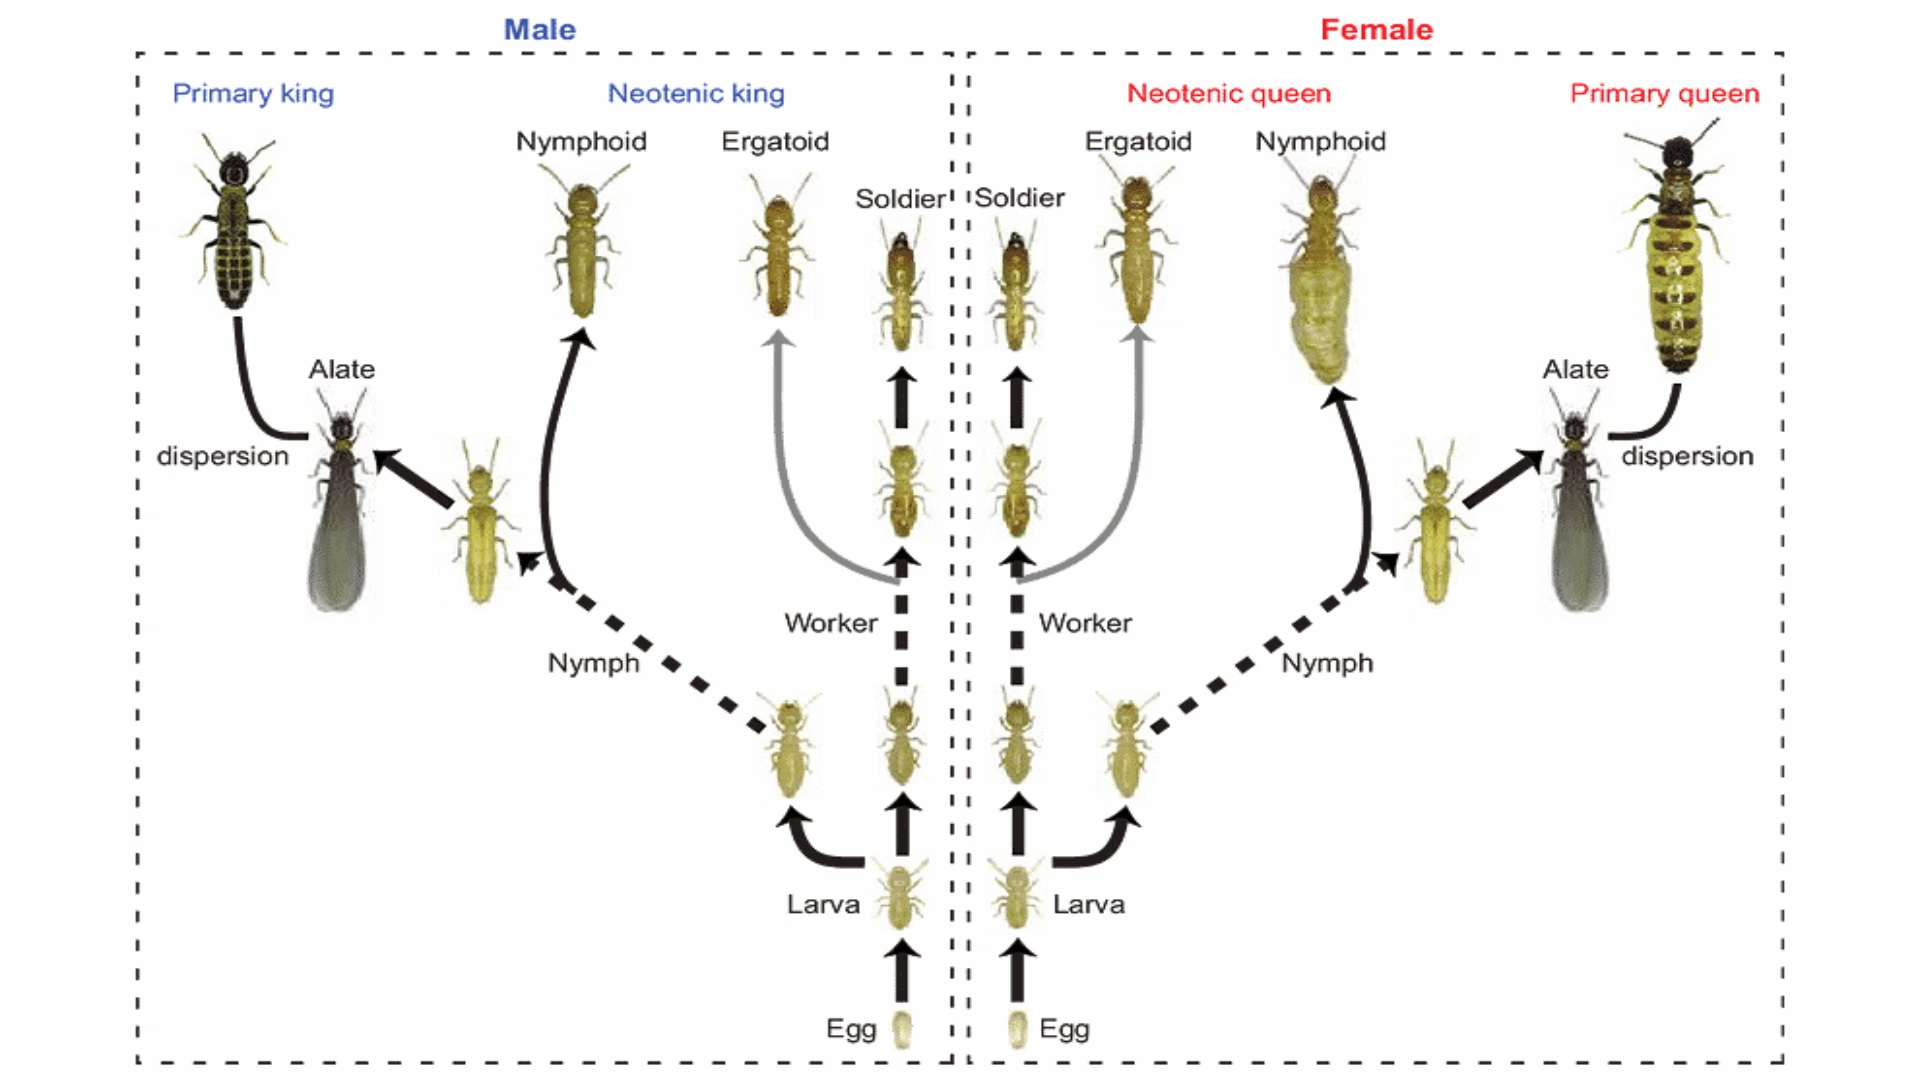 Male
Female
Primary king
Neotenic king
Neotenic queen
Primary queen
Nymphoid
Ergatoid
Ergatoid
Nymphoid
Soldier
Soldier
Alate
Alate
dispersion
dispersion
Worker
Worker
Nymph
Nymph
Larva
Larva
Egg
Egg